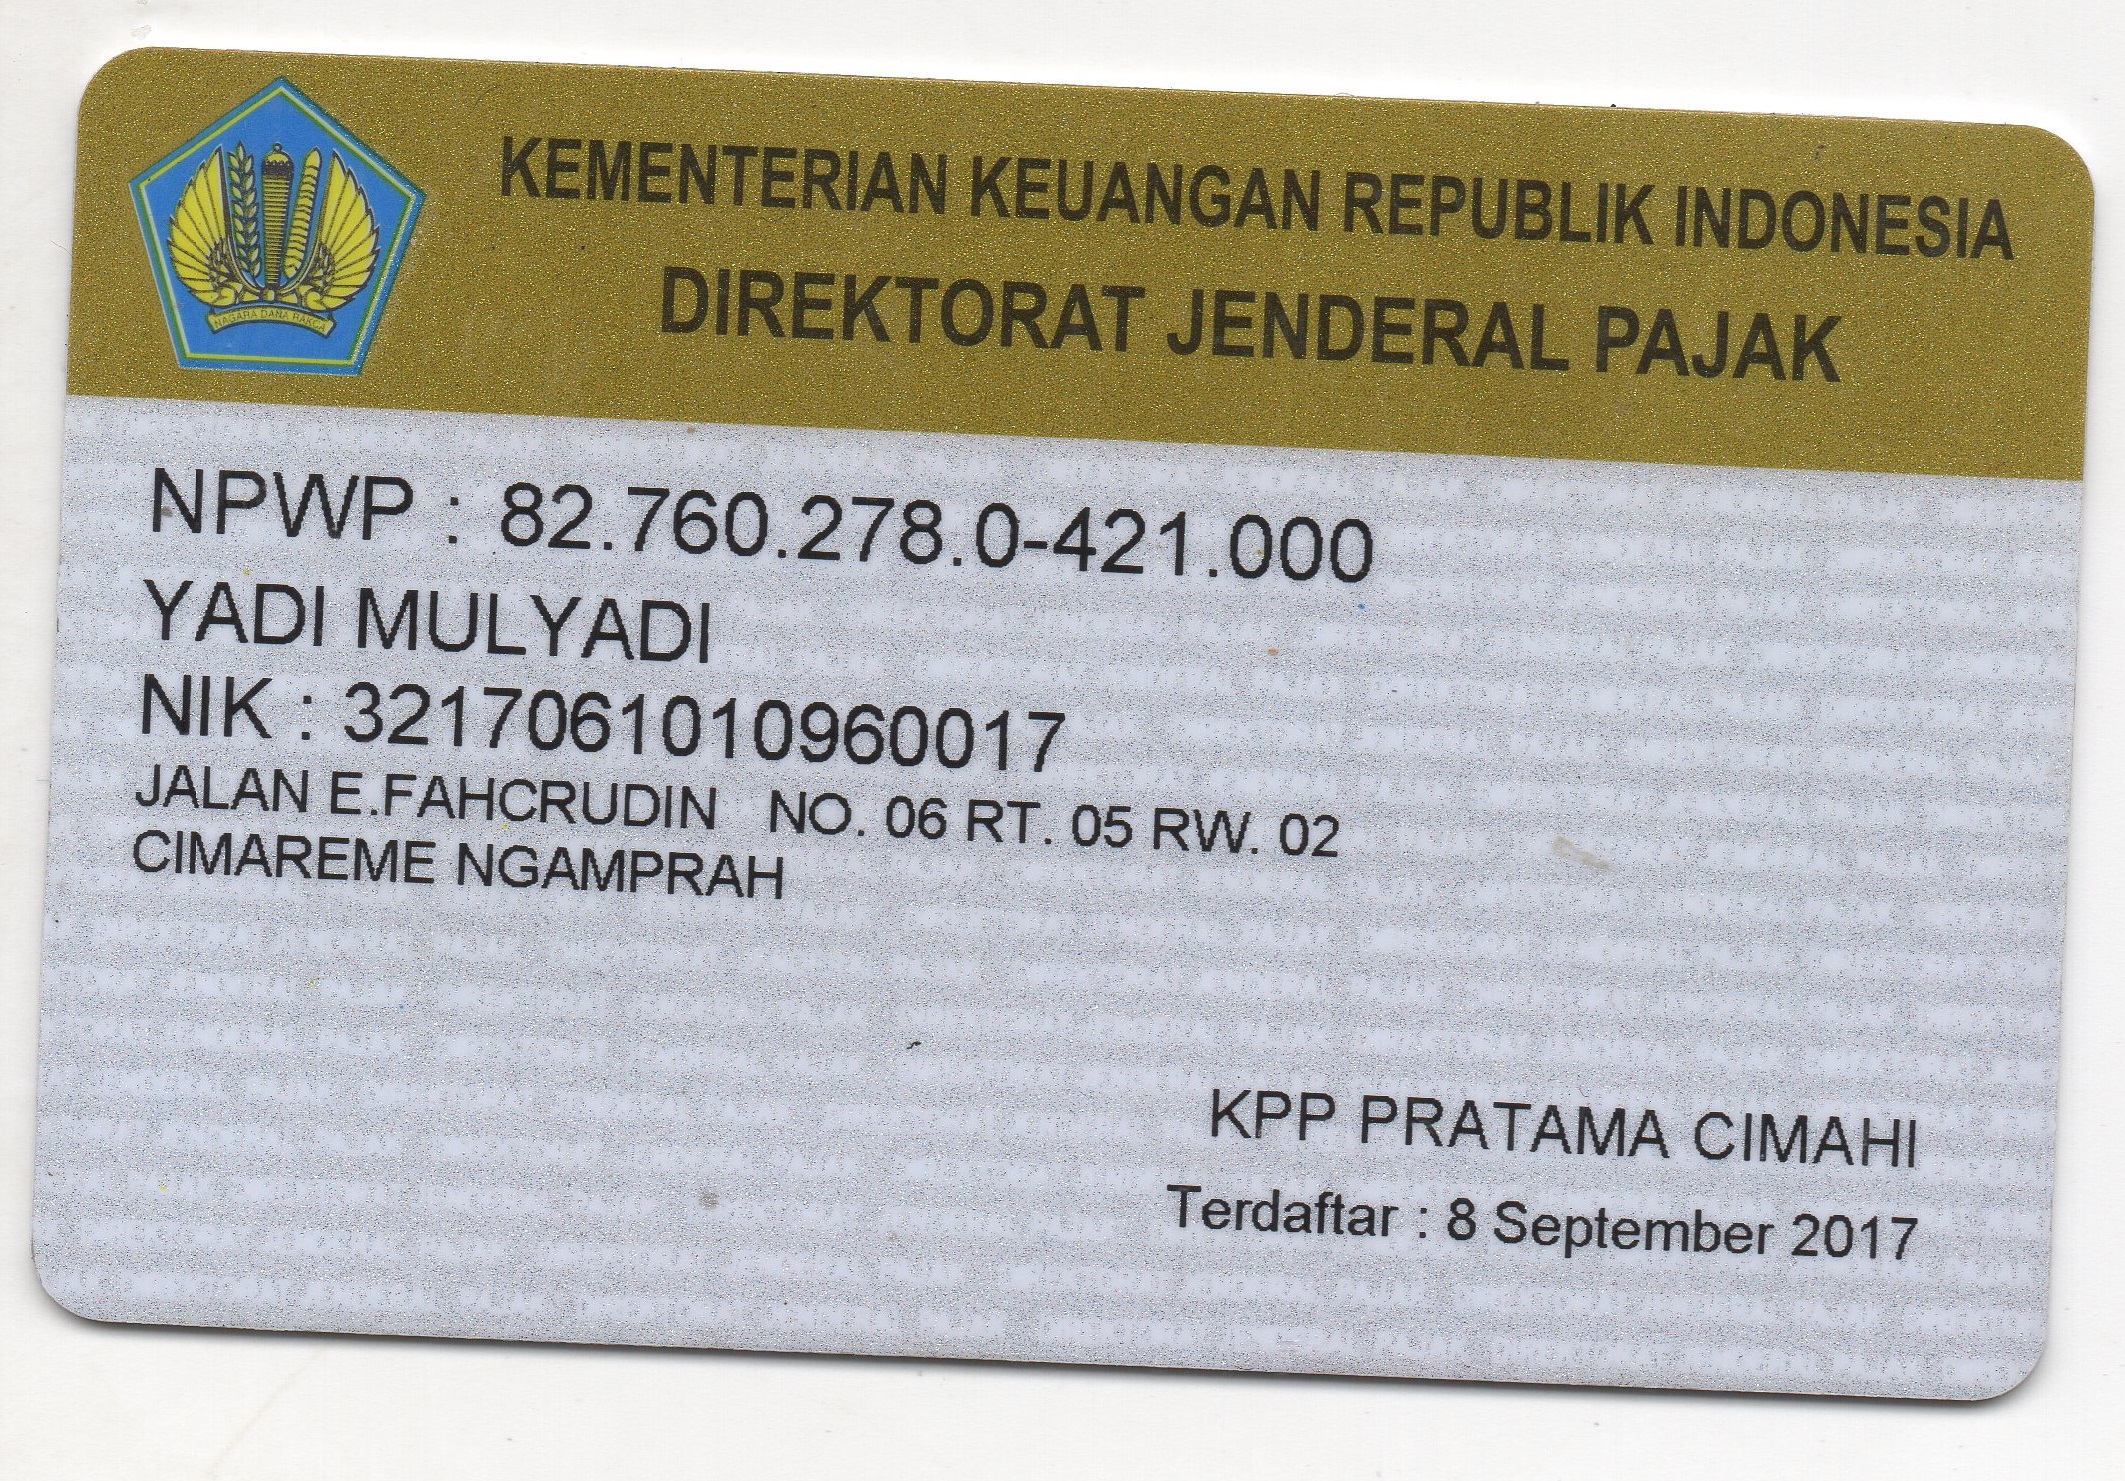 KEMENTERIAN KEUANGAN REPUBLIK INDONESIA
DIREKTORAT JENDERAL PAJAK
NAGARA DANA RAKCA
NPWP : 82.760.278.0-421.000
YADI MULYADI
NIK : 3217061010960017
JALAN E.FAHCRUDIN NO. 06 RT. 05 RW. 02
CIMAREME NGAMPRAH
KPP PRATAMA CIMAHI
Terdaftar : 8 September 2017